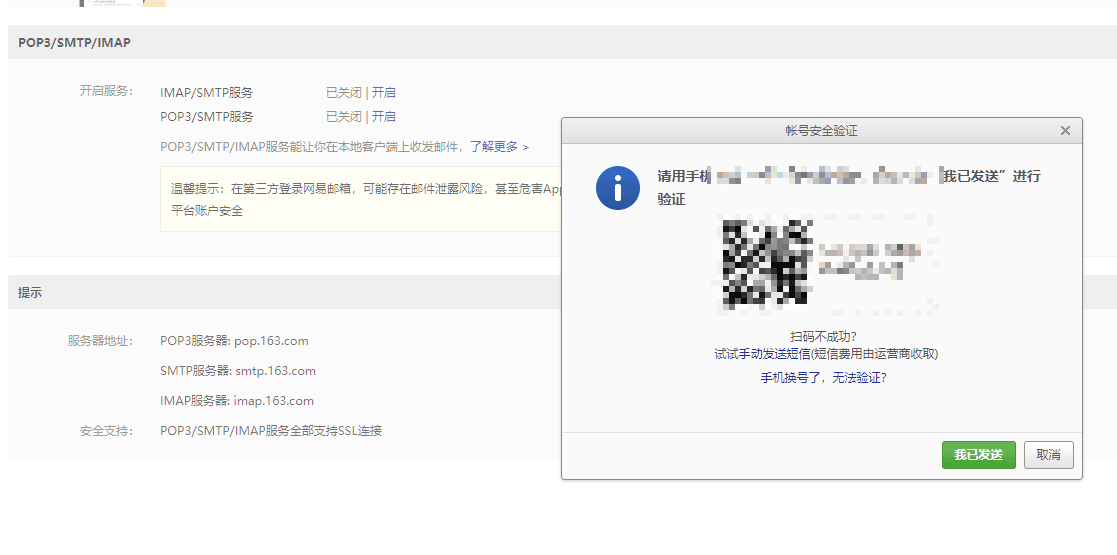 POP3/SMTP/IMAP
开启服务:
IMAP/SMTP服务
已关闭 | 开启
POP3/SMTP服务
已关闭 | 开启
POP3/SMTP/IMAP服务能让你在本地客户端上收发邮件，了解更多 >
温馨提示：在第三方登录网易邮箱，可能存在邮件泄露风险，甚至危害App
平台账户安全
提示
服务器地址:
POP3服务器: pop.163.com
SMTP服务器: smtp.163.com
IMAP服务器: imap.163.com
安全支持:
POP3/SMTP/IMAP服务全部支持SSL连接
帐号安全验证
请用手机
我已发送”进行
验证
扫码不成功？
试试手动发送短信(短信费用由运营商收取)
手机换号了，无法验证？
我已发送
取消